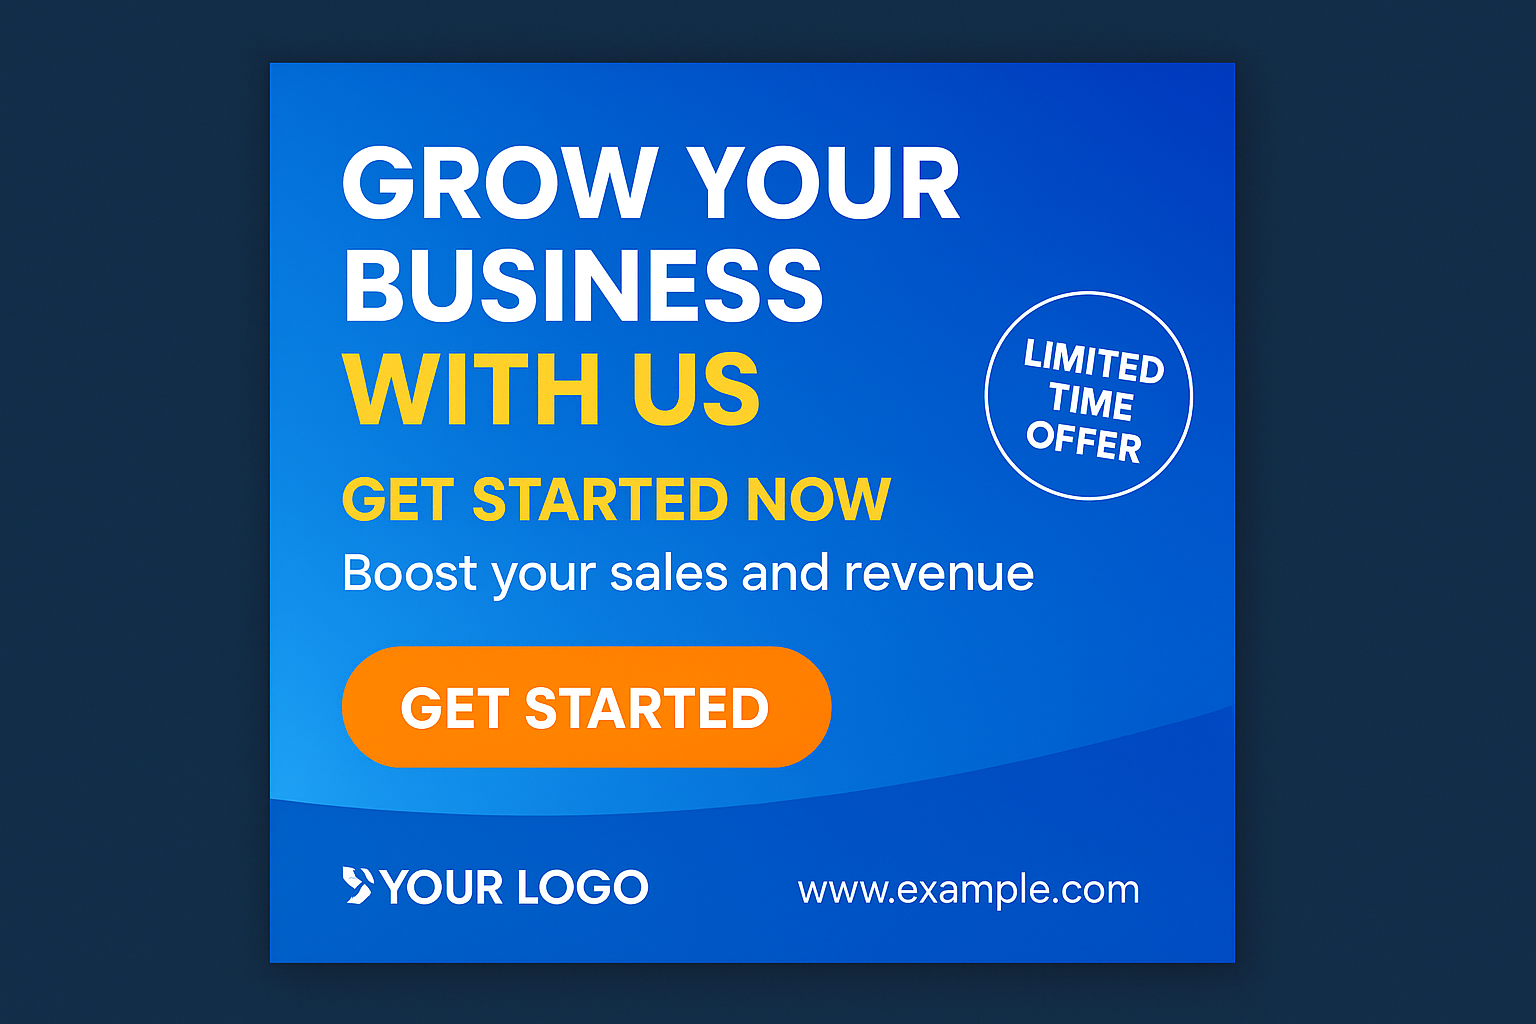 GROW YOUR
BUSINESS
WITH US
LIMITED
TIME
OFFER
GET STARTED NOW
Boost your sales and revenue
GET STARTED
YOUR LOGO
www.example.com